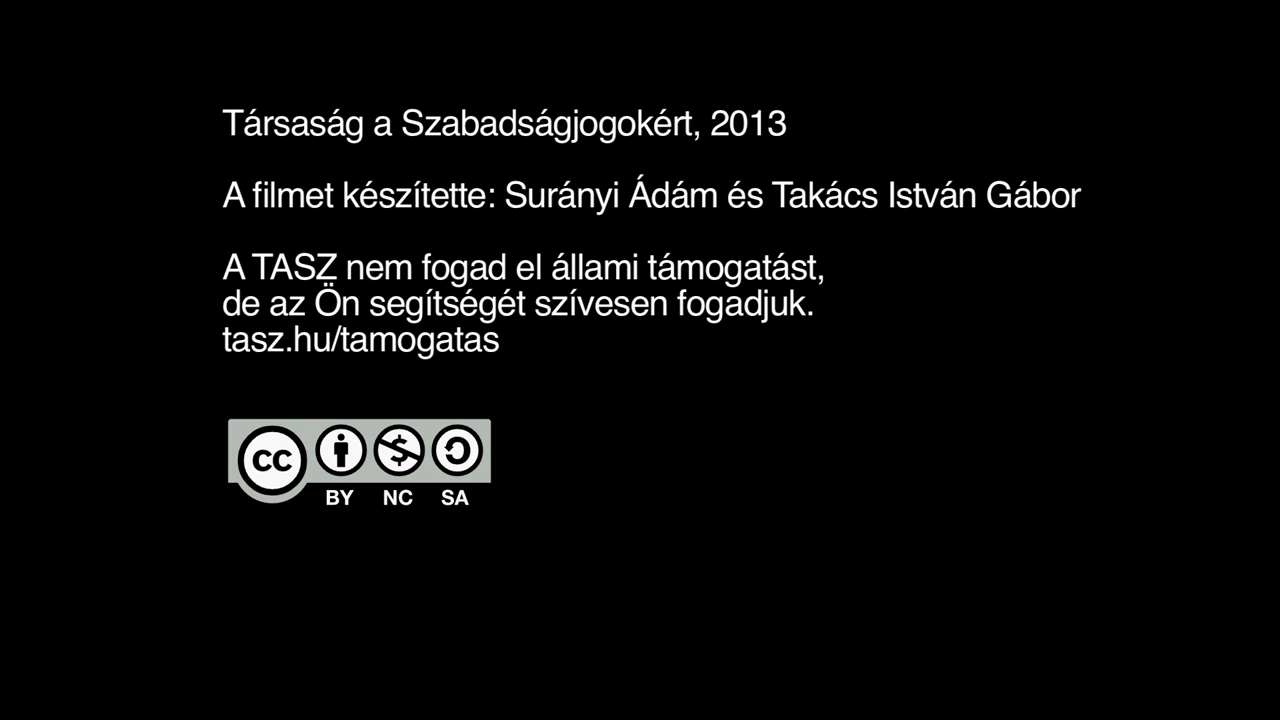 Társaság a Szabadságjogokért, 2013
A filmet készítette: Surányi Ádám és Takács István Gábor
A TASZ nem fogad el állami támogatást,
de az Ön segítségét szívesen fogadjuk.
tasz.hu/tamogatas
CC
BY NC SA